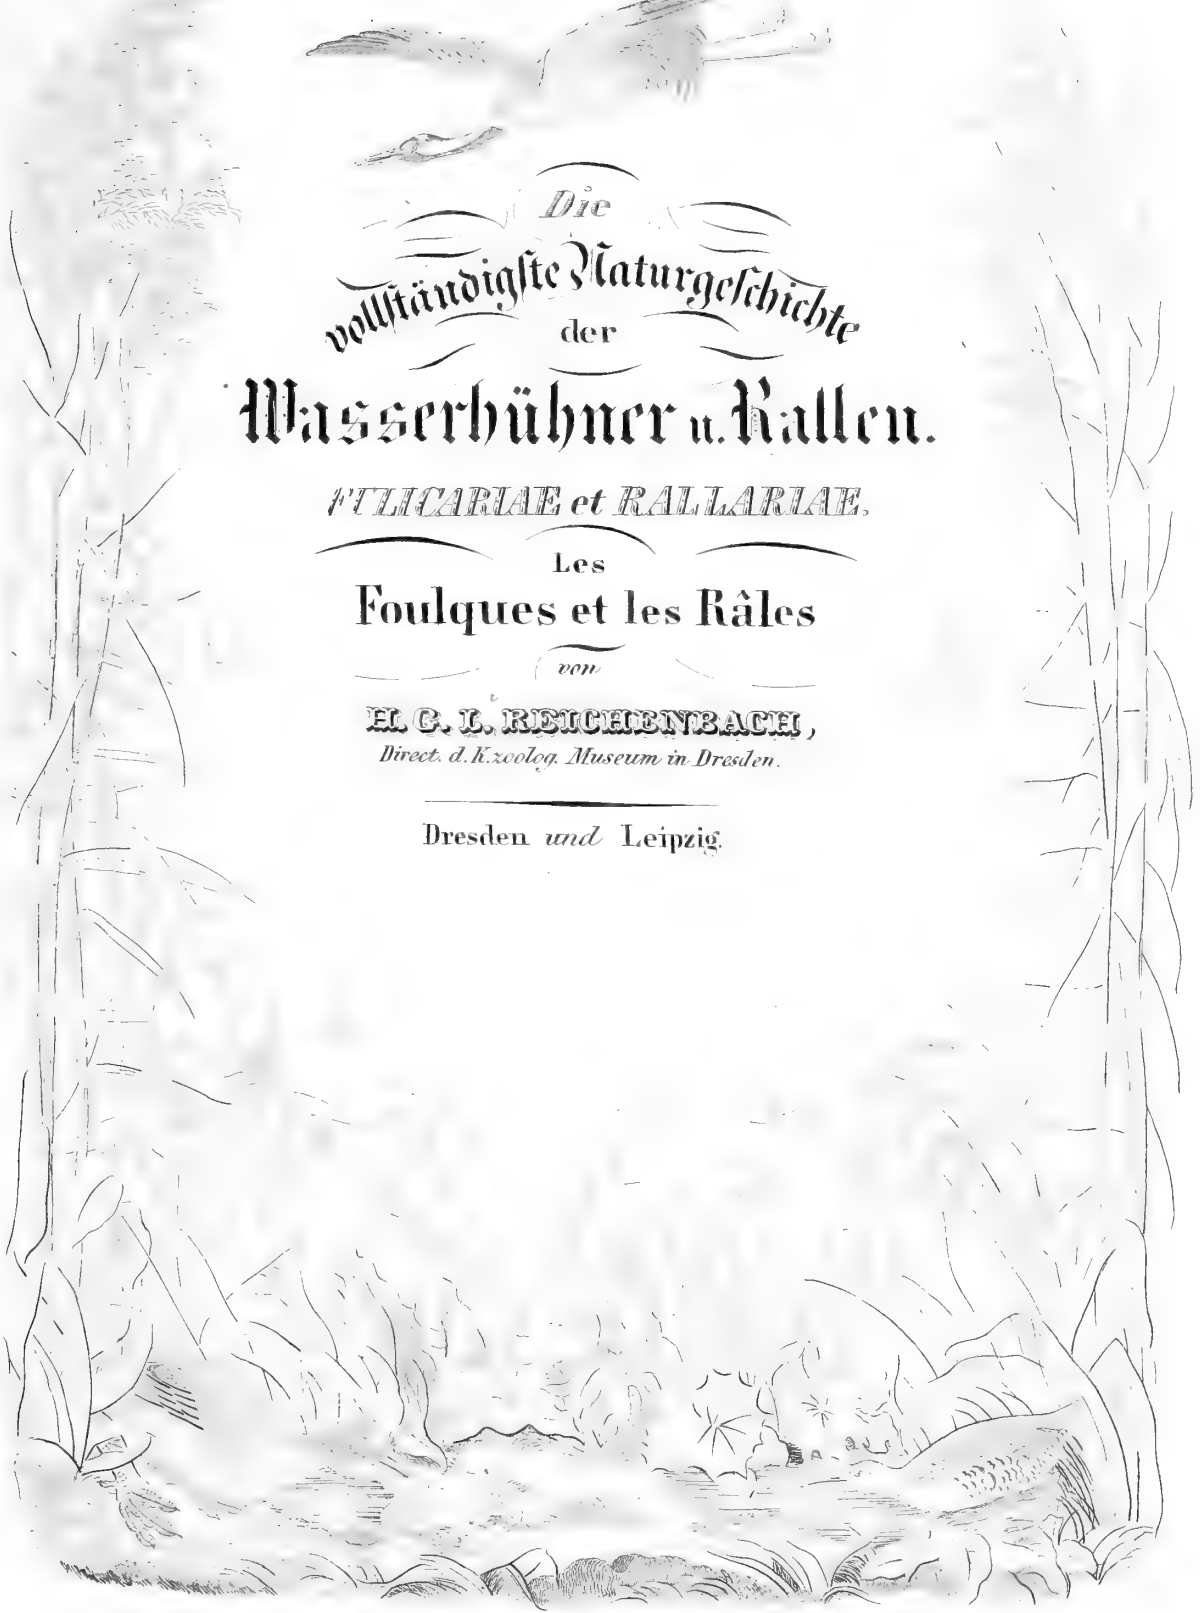 Die
vollständigste Naturgeschichte
der
Wasserhühner u. Rallen.
FULICARIAE et RALLARIAE.
Les
Foulques et les Râles
von
H. G. L. REICHENBACH,
Direct. d. K. zoolog. Museum in Dresden.
Dresden und Leipzig.